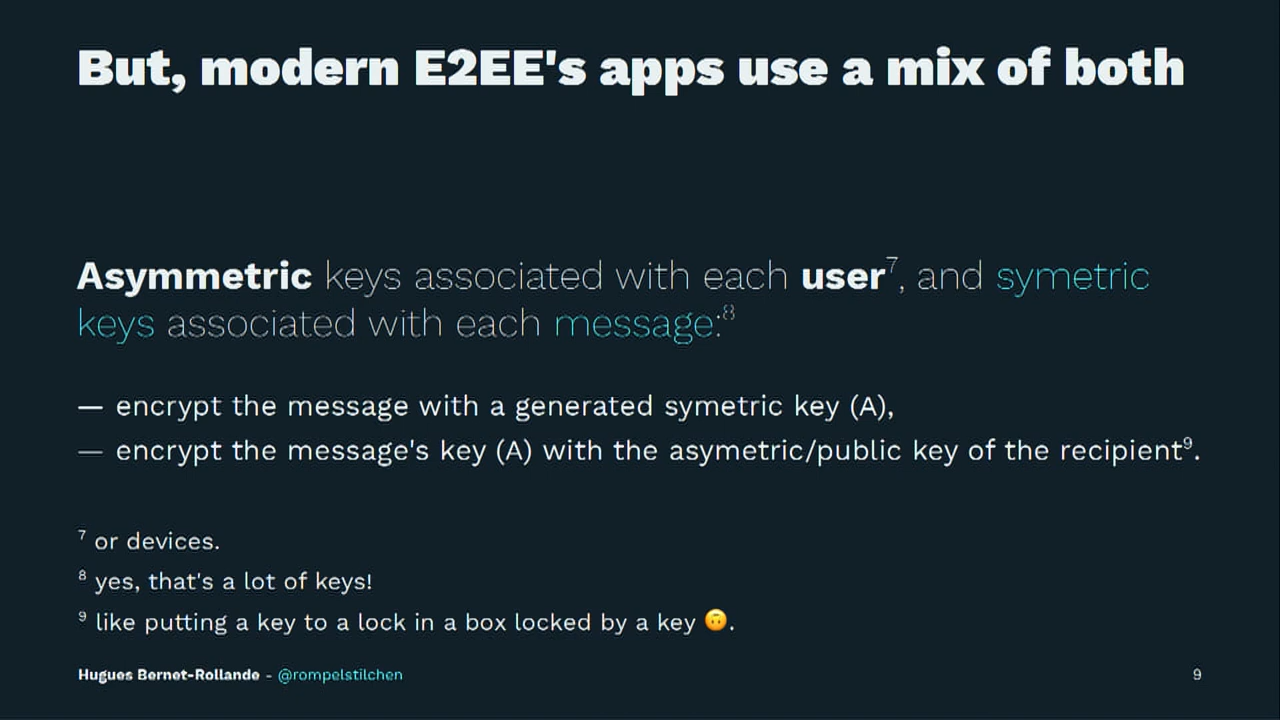 But, modern E2EE's apps use a mix of both
Asymmetric keys associated with each user⁷, and symetric
keys associated with each message:⁸
— encrypt the message with a generated symetric key (A),
— encrypt the message's key (A) with the asymetric/public key of the recipient⁹.
⁷ or devices.
⁸ yes, that's a lot of keys!
⁹ like putting a key to a lock in a box locked by a key 🙃.
Hugues Bernet-Rollande - @rompelstilchen
9